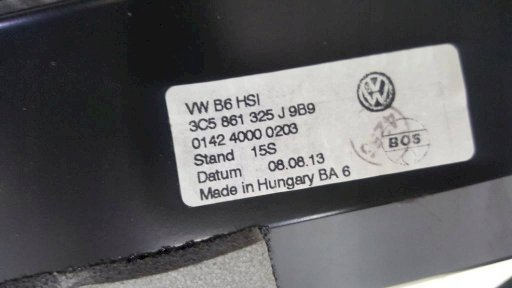 VW B6 HSI
3C5 861 325 J 9B9
0142 4000 0203
Stand 15S
Datum 08.08.13
Made in Hungary BA 6
BOS